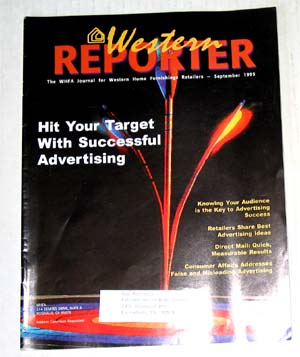 Western
REPORTER
The WHFA Journal for Western Home Furnishings Retailers – September 1995
Hit Your Target
With Successful
Advertising
Knowing Your Audience
is the Key to Advertising
Success
Retailers Share Best
Advertising Ideas
Direct Mail: Quick,
Measurable Results
Consumer Affairs Addresses
False and Misleading Advertising